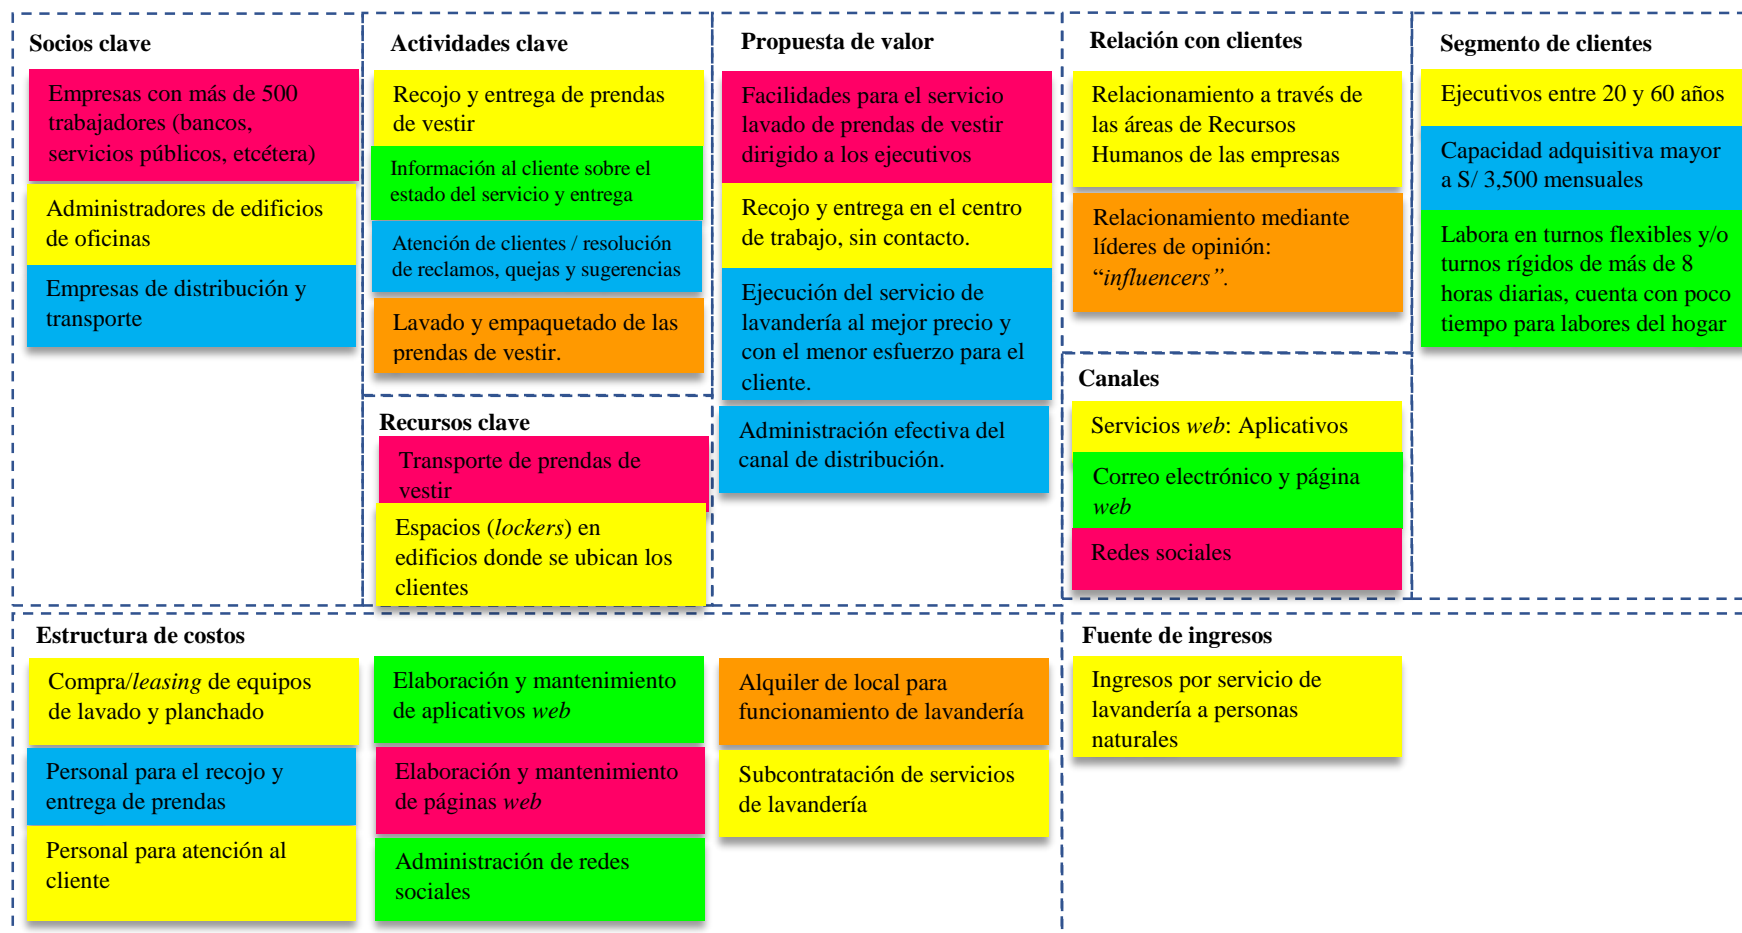 Socios clave
Empresas con más de 500
trabajadores (bancos,
servicios públicos, etcétera)
Administradores de edificios
de oficinas
Empresas de distribución y
transporte
Actividades clave
Recojo y entrega de prendas
de vestir
Información al cliente sobre el
estado del servicio y entrega
Atención de clientes / resolución
de reclamos, quejas y sugerencias
Lavado y empaquetado de las
prendas de vestir.
Recursos clave
Transporte de prendas de
vestir
Espacios (lockers) en
edificios donde se ubican los
clientes
Propuesta de valor
Facilidades para el servicio
lavado de prendas de vestir
dirigido a los ejecutivos
Recojo y entrega en el centro
de trabajo, sin contacto.
Ejecución del servicio de
lavandería al mejor precio y
con el menor esfuerzo para el
cliente.
Administración efectiva del
canal de distribución.
Relación con clientes
Relacionamiento a través de
las áreas de Recursos
Humanos de las empresas
Relacionamiento mediante
líderes de opinión:
“influencers”.
Canales
Servicios web: Aplicativos
Correo electrónico y página
web
Redes sociales
Segmento de clientes
Ejecutivos entre 20 y 60 años
Capacidad adquisitiva mayor
a S/ 3,500 mensuales
Labora en turnos flexibles y/o
turnos rígidos de más de 8
horas diarias, cuenta con poco
tiempo para labores del hogar
Estructura de costos
Compra/leasing de equipos
de lavado y planchado
Personal para el recojo y
entrega de prendas
Personal para atención al
cliente
Elaboración y mantenimiento
de aplicativos web
Elaboración y mantenimiento
de páginas web
Administración de redes
sociales
Alquiler de local para
funcionamiento de lavandería
Subcontratación de servicios
de lavandería
Fuente de ingresos
Ingresos por servicio de
lavandería a personas
naturales